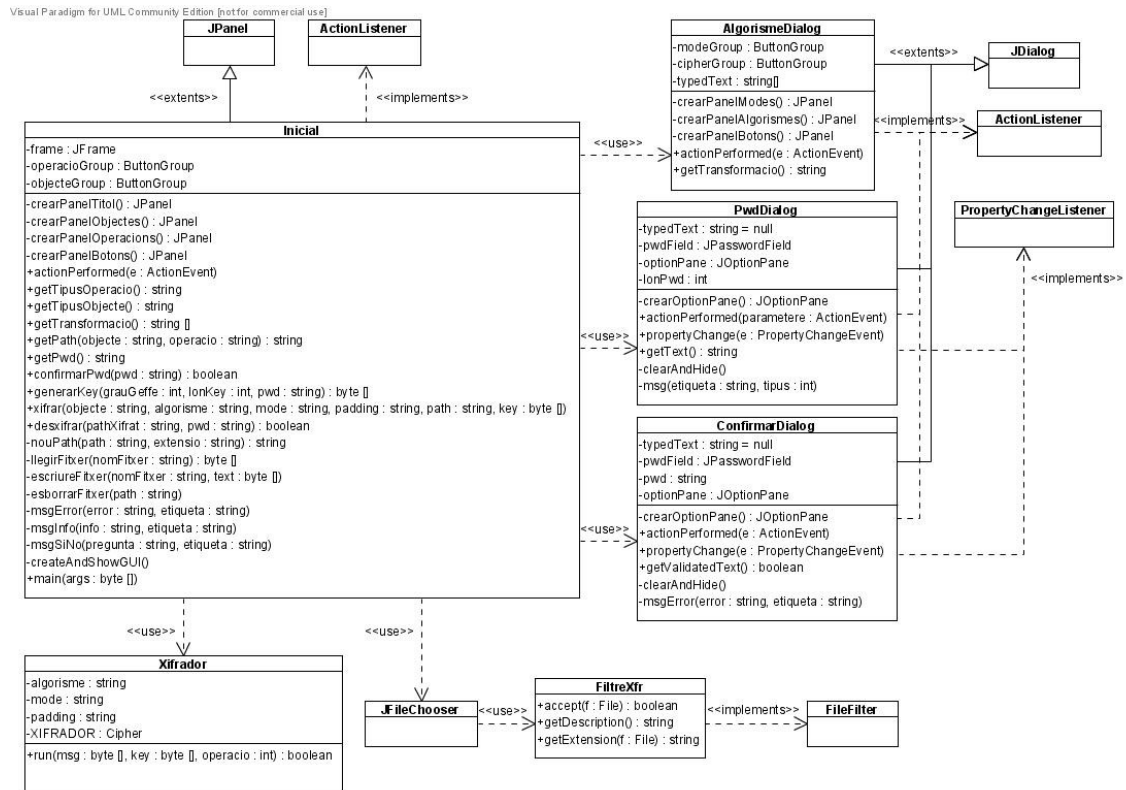 Visual Paradigm for UML Community Edition [not for commercial use]
JPanel
ActionListener
<<extents>>
<<implements>>
Inicial
-frame : JFrame
-operacioGroup : ButtonGroup
-objecteGroup : ButtonGroup
-crearPanelTitol() : JPanel
-crearPanelObjectes() : JPanel
-crearPanelOperacions() : JPanel
-crearPanelBotons() : JPanel
+actionPerformed(e : ActionEvent)
+getTipusOperacio() : string
+getTipusObjecte() : string
+getTransformacio() : string []
+getPath(objecte : string, operacio : string) : string
+getPwd() : string
+confirmarPwd(pwd : string) : boolean
+generarKey(grauGeffe : int, lonKey : int, pwd : string) : byte []
+xifrar(objecte : string, algorisme : string, mode : string, padding : string, path : string, key : byte [])
+desxifrar(pathXifrat : string, pwd : string) : boolean
-nouPath(path : string, extensio : string) : string
-llegirFitxer(nomFitxer : string) : byte []
-escriureFitxer(nomFitxer : string, text : byte [])
-esborrarFitxer(path : string)
-msgError(error : string, etiqueta : string)
-msgInfo(info : string, etiqueta : string)
-msgSiNo(pregunta : string, etiqueta : string)
-createAndShowGUI()
+main(args : byte [])
<<use>>
AlgorismeDialog
-modeGroup : ButtonGroup
-cipherGroup : ButtonGroup
-typedText : string[]
-crearPanelModes() : JPanel
-crearPanelAlgorismes() : JPanel
-crearPanelBotons() : JPanel
+actionPerformed(e : ActionEvent)
+getTransformacio() : string
<<extents>>
JDialog
<<implements>>
ActionListener
<<use>>
PwdDialog
-typedText : string = null
-pwdField : JPasswordField
-optionPane : JOptionPane
-lonPwd : int
-crearOptionPane() : JOptionPane
+actionPerformed(parametere : ActionEvent)
+propertyChange(e : PropertyChangeEvent)
+getText() : string
-clearAndHide()
-msg(etiqueta : string, tipus : int)
PropertyChangeListener
<<implements>>
<<use>>
ConfirmarDialog
-typedText : string = null
-pwdField : JPasswordField
-pwd : string
-optionPane : JOptionPane
-crearOptionPane() : JOptionPane
+actionPerformed(e : ActionEvent)
+propertyChange(e : PropertyChangeEvent)
+getValidatedText() : boolean
-clearAndHide()
-msgError(error : string, etiqueta : string)
<<use>>
<<use>>
Xifrador
-algorisme : string
-mode : string
-padding : string
-XIFRADOR : Cipher
+run(msg : byte [], key : byte [], operacio : int) : boolean
JFileChooser
<<use>>
FiltreXfr
+accept(f : File) : boolean
+getDescription() : string
+getExtension(f : File) : string
<<implements>>
FileFilter